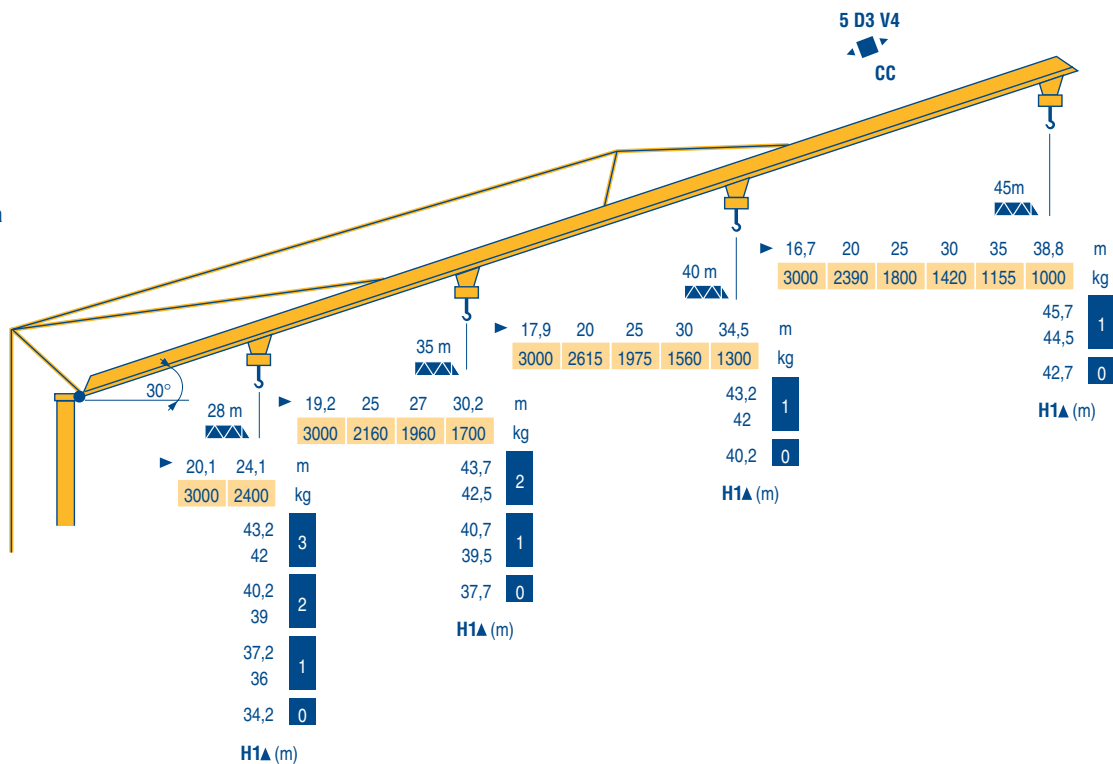 5 D3 V4
CC
45m
16,7 20 25 30 35 38,8 m
3000 2390 1800 1420 1155 1000 kg
45,7
44,5
1
42,7 0
H1▲ (m)
40 m
17,9 20 25 30 34,5 m
3000 2615 1975 1560 1300 kg
43,2
42
1
40,2 0
H1▲ (m)
35 m
19,2 25 27 30,2 m
3000 2160 1960 1700 kg
43,7
42,5
2
40,7
39,5
1
37,7 0
H1▲ (m)
30°
28 m
20,1 24,1 m
3000 2400 kg
43,2
42
3
40,2
39
2
37,2
36
1
34,2 0
H1▲ (m)